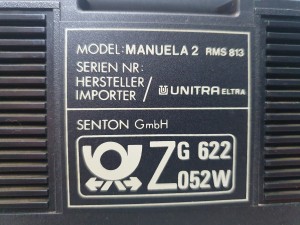 MODEL: MANUELA 2 RMS 813
SERIEN NR:
HERSTELLER /
IMPORTER / UNITRA ELTRA
SENTON GmbH
Z G 622
052W